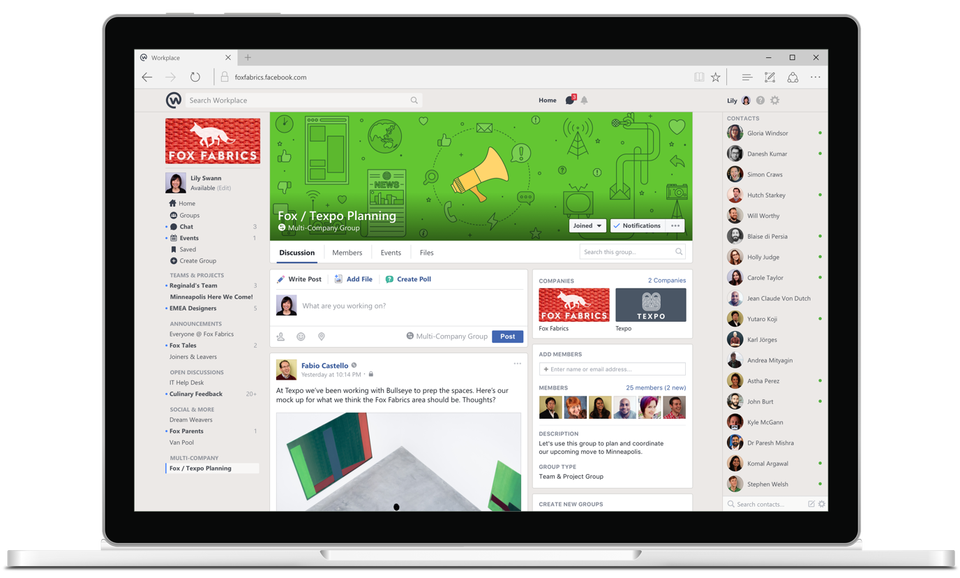 Workplace
foxfabrics.facebook.com
Search Workplace
Home
Lily
FOX FABRICS
Lily Swann
Available (Edit)
Home
Groups
Chat 3
Events 1
Saved
Create Group
TEAMS & PROJECTS
Reginald's Team 3
Minneapolis Here We Come!
EMEA Designers 5
ANNOUNCEMENTS
Everyone @ Fox Fabrics
Fox Tales 2
Joiners & Leavers
OPEN DISCUSSIONS
IT Help Desk
Culinary Feedback 20+
SOCIAL & MORE
Dream Weavers
Fox Parents 1
Van Pool
MULTI-COMPANY
Fox / Texpo Planning
NEWS
Fox / Texpo Planning
Multi-Company Group
Joined
Notifications
Discussion Members Events Files
Search this group...
Write Post Add File Create Poll
What are you working on?
Multi-Company Group Post
Fabio Castello
Yesterday at 10:14 PM
At Texpo we've been working with Bullseye to prep the spaces. Here's our
mock up for what we think the Fox Fabrics area should be. Thoughts?
COMPANIES 2 Companies
FOX FABRICS TEXPO
Fox Fabrics Texpo
ADD MEMBERS
+ Enter name or email address...
MEMBERS 25 members (2 new)
DESCRIPTION
Let's use this group to plan and coordinate
our upcoming move to Minneapolis.
GROUP TYPE
Team & Project Group
CREATE NEW GROUPS
CONTACTS
Gloria Windsor
Danesh Kumar
Simon Craws
Hutch Starkey
Will Worthy
Blaise di Persia
Holly Judge
Carole Taylor
Jean Claude Von Dutch
Yutaro Koji
Karl Jörges
Andrea Mityagin
Astha Perez
John Burt
Kyle McGann
Dr Paresh Mishra
Komal Argawal
Stephen Welsh
Search contacts...